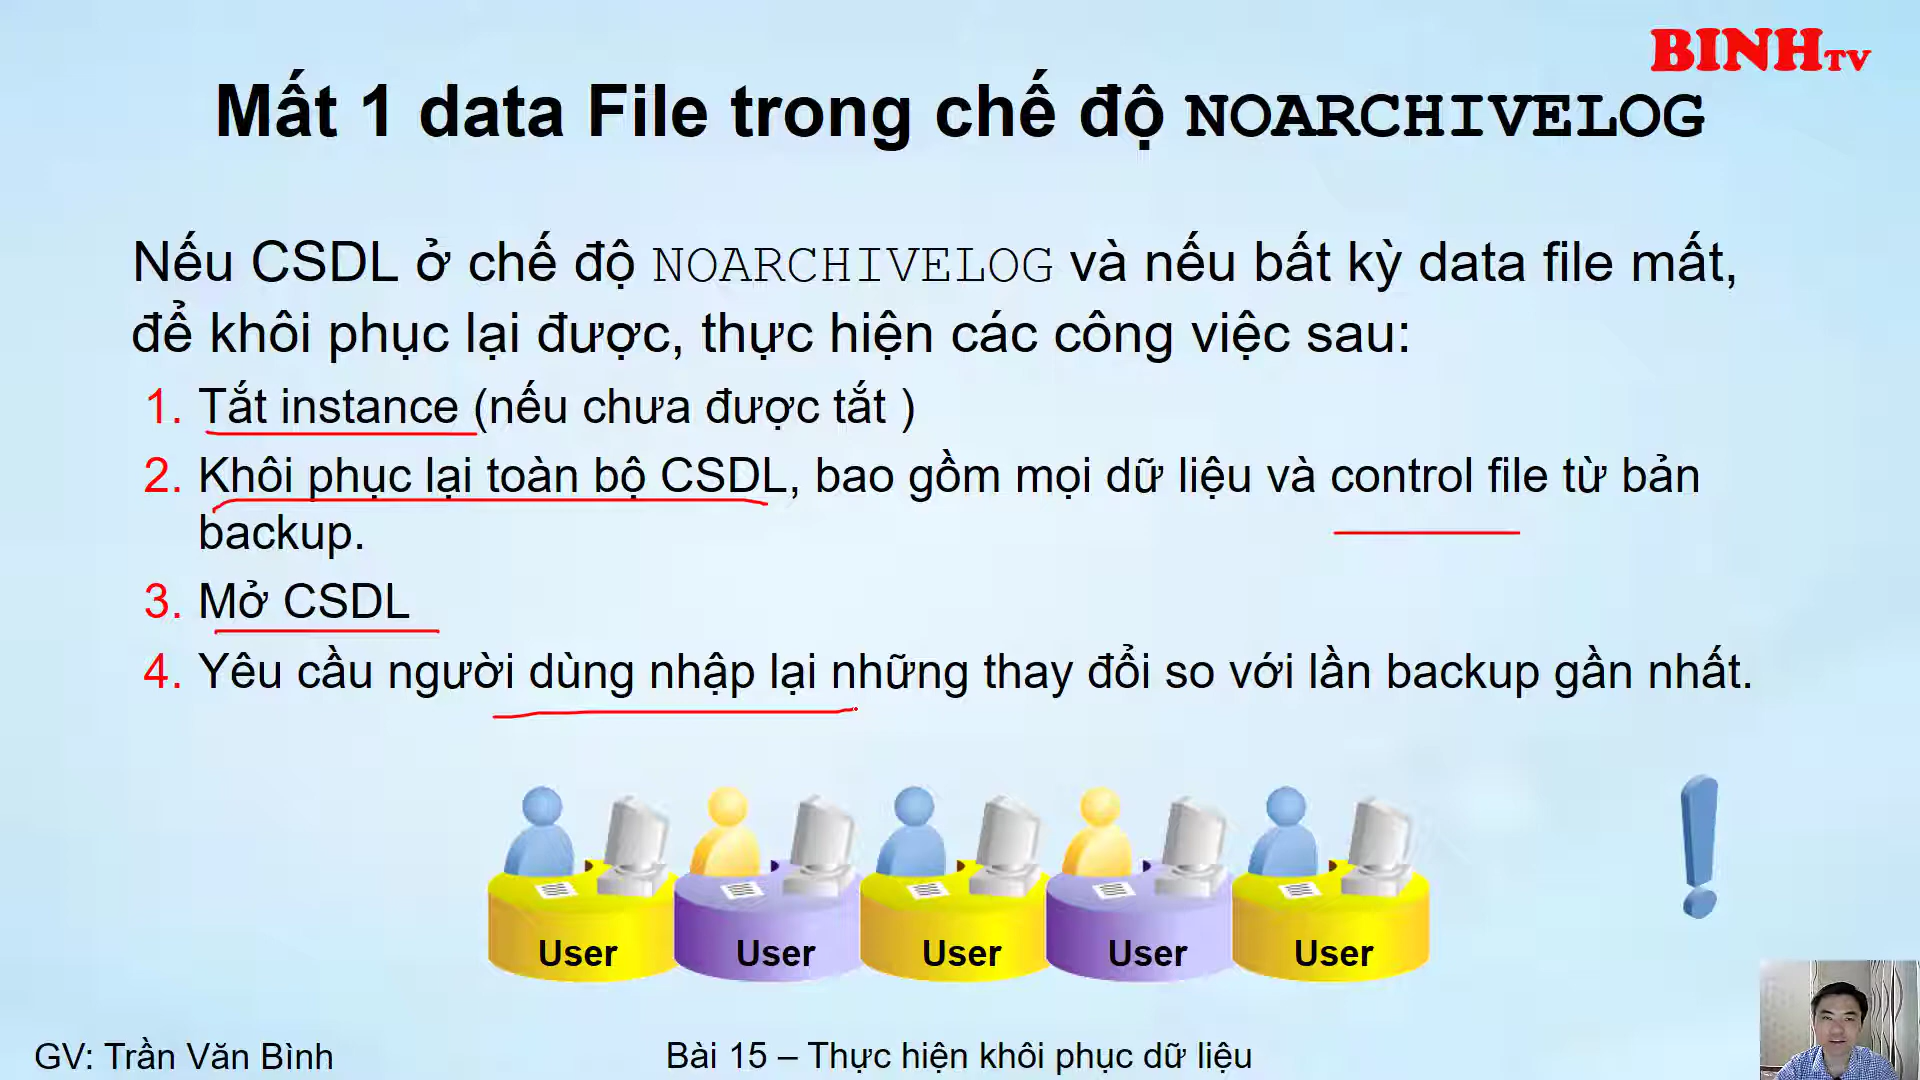 BINH TV
Mất 1 data File trong chế độ NOARCHIVELOG
Nếu CSDL ở chế độ NOARCHIVELOG và nếu bất kỳ data file mất,
để khôi phục lại được, thực hiện các công việc sau:
1. Tắt instance (nếu chưa được tắt )
2. Khôi phục lại toàn bộ CSDL, bao gồm mọi dữ liệu và control file từ bản
backup.
3. Mở CSDL
4. Yêu cầu người dùng nhập lại những thay đổi so với lần backup gần nhất.
User User User User User
GV: Trần Văn Bình
Bài 15 – Thực hiện khôi phục dữ liệu